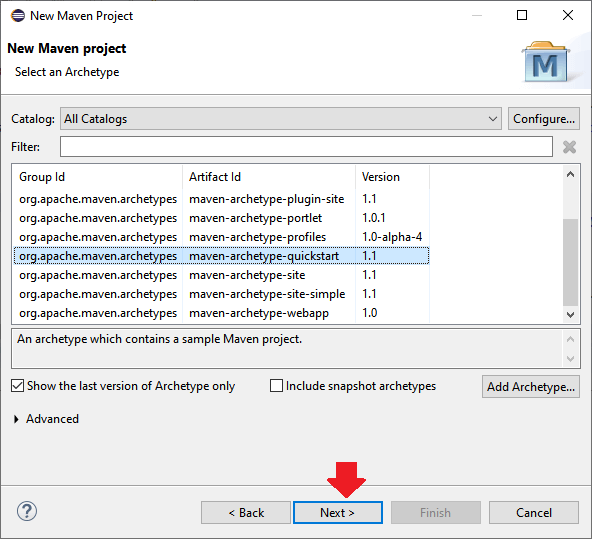 New Maven Project
New Maven project
Select an Archetype
M
Catalog: All Catalogs Configure...
Filter:
Group Id Artifact Id Version
org.apache.maven.archetypes maven-archetype-plugin-site 1.1
org.apache.maven.archetypes maven-archetype-portlet 1.0.1
org.apache.maven.archetypes maven-archetype-profiles 1.0-alpha-4
org.apache.maven.archetypes maven-archetype-quickstart 1.1
org.apache.maven.archetypes maven-archetype-site 1.1
org.apache.maven.archetypes maven-archetype-site-simple 1.1
org.apache.maven.archetypes maven-archetype-webapp 1.0
An archetype which contains a sample Maven project.
Show the last version of Archetype only Include snapshot archetypes Add Archetype...
Advanced
? < Back Next > Finish Cancel